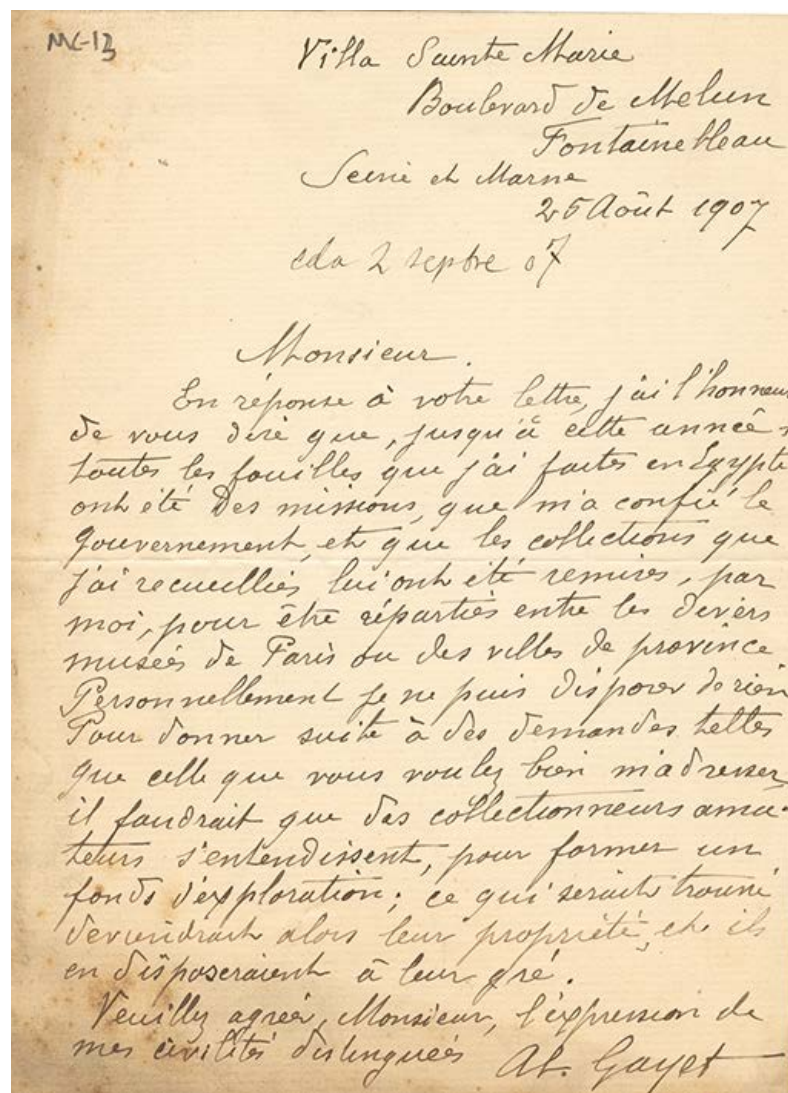 MC-13
Villa Sainte Marie
Boulevard de Melun
Fontainebleau
Seine et Marne
25 Août 1907
2 septbre 07
Monsieur.
En réponse à votre lettre, j'ai l'honneur
de vous dire que, jusqu'à cette année,
toutes les fouilles que j'ai faites en Egypte
ont été des missions, que m'a confié le
gouvernement, et que les collections que
j'ai recueillies lui ont été remises, par
moi, pour être réparties entre les divers
musées de Paris ou des villes de province
Personnellement je ne puis disposer de rien
Pour donner suite à des demandes telles
que celle que vous voulez bien m'adresser,
il faudrait que des collectionneurs ama-
teurs s'entendissent, pour former un
fonds d'exploration; ce qui serait trouvé
deviendrait alors leur propriété, et ils
en disposeraient à leur gré.
Veuillez agréer, Monsieur, l'expression de
mes civilités distinguées Al. Gayet